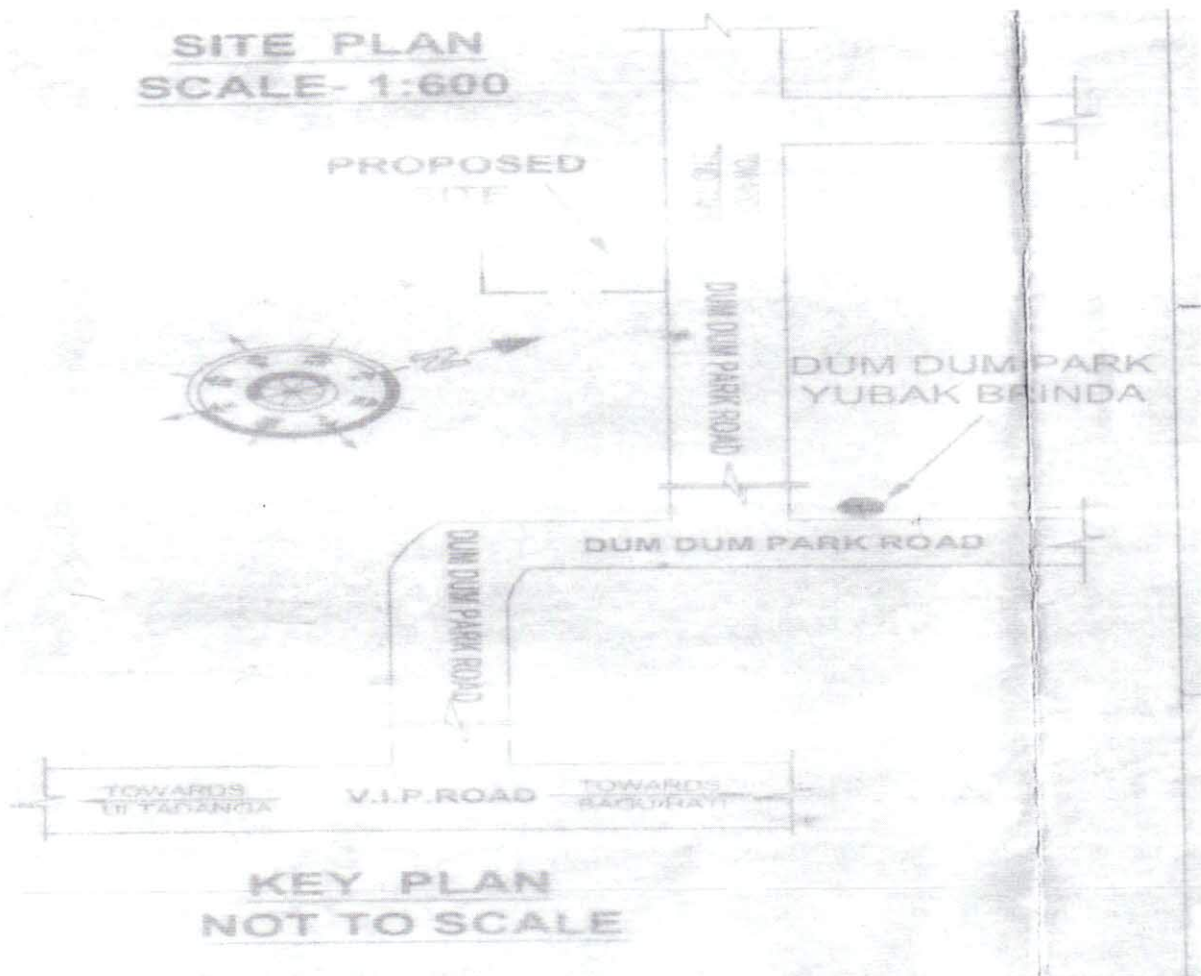 SITE PLAN
SCALE- 1:600
PROPOSED
SITE
DUM DUM PARK ROAD
DUM DUM PARK
YUBAK BRINDA
N
DUM DUM PARK ROAD
DUM DUM PARK ROAD
TOWARDS
V.I.P.ROAD
TOWARDS
KEY PLAN
NOT TO SCALE